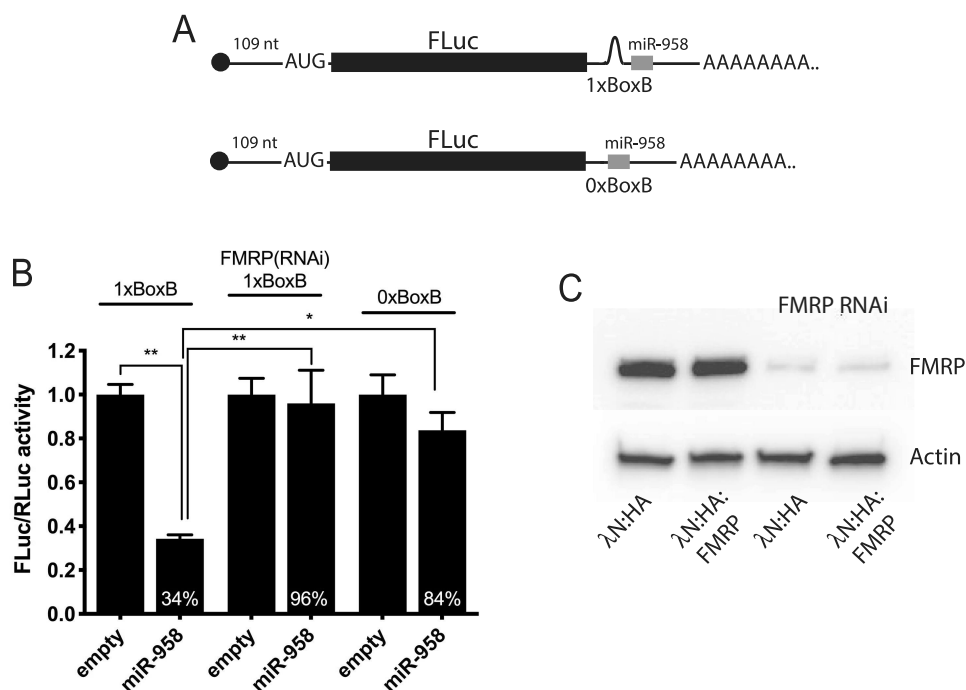 A
109 nt
AUG
FLuc
miR-958
1xBoxB
AAAAAAAA..
109 nt
AUG
FLuc
miR-958
0xBoxB
AAAAAAAA..
B
1xBoxB
FMRP(RNAi)
1xBoxB
0xBoxB
**
**
*
FLuc/RLuc activity
1.2
1.0
0.8
0.6
0.4
0.2
0.0
34%
96%
84%
empty
miR-958
empty
miR-958
empty
miR-958
C
FMRP RNAi
FMRP
Actin
λN:HA
λN:HA:
FMRP
λN:HA
λN:HA:
FMRP